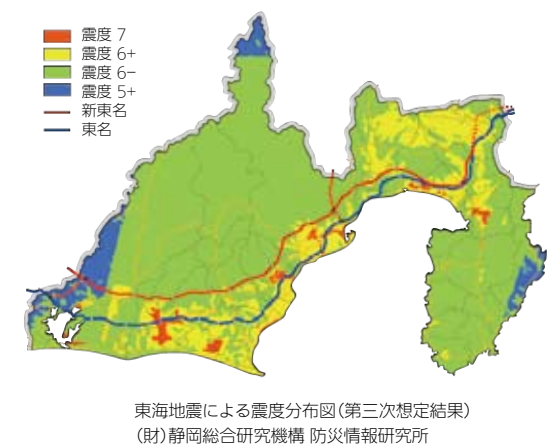 震度 7
震度 6+
震度 6−
震度 5+
新東名
東名
東海地震による震度分布図(第三次想定結果)
(財)静岡総合研究機構 防災情報研究所